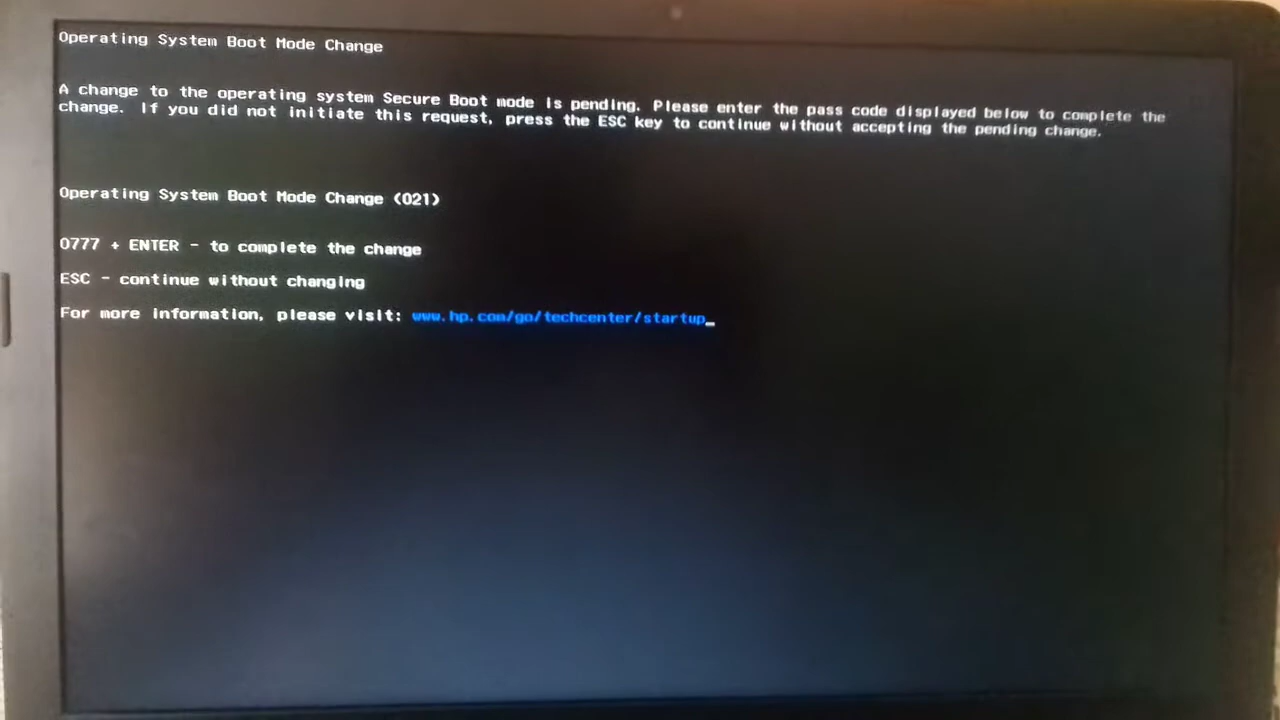 Operating System Boot Mode Change
A change to the operating system Secure Boot mode is pending. Please enter the pass code displayed below to complete the
change. If you did not initiate this request, press the ESC key to continue without accepting the pending change.
Operating System Boot Mode Change (021)
0777 + ENTER - to complete the change
ESC - continue without changing
For more information, please visit: www.hp.com/go/techcenter/startup_